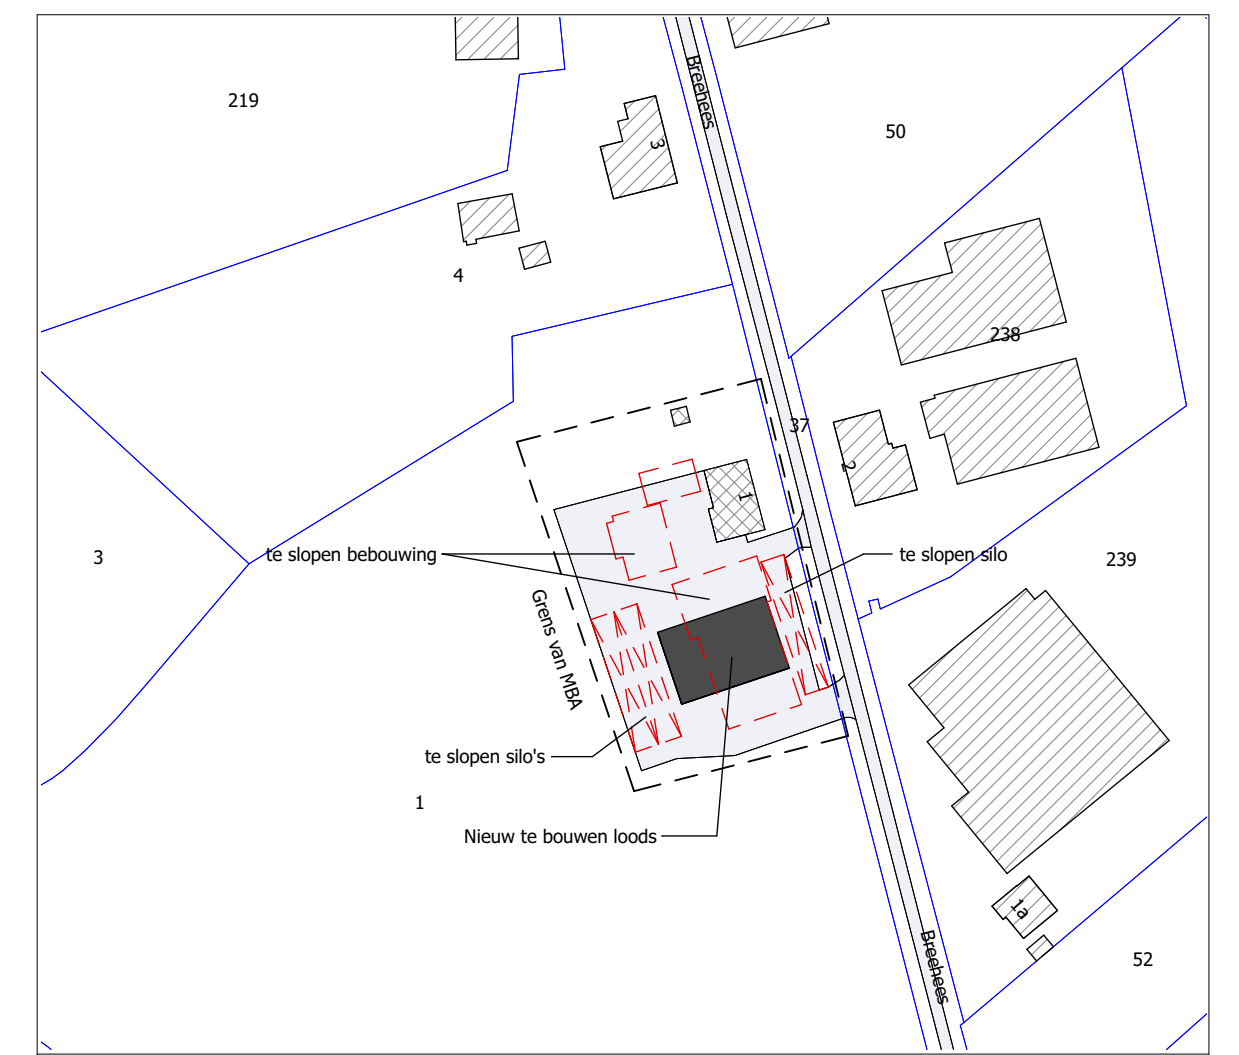 Breehees
219
50
3
4
238
37
2
1
te slopen bebouwing
te slopen silo
3
239
Grens van MBA
te slopen silo's
1
Nieuw te bouwen loods
1a
Breehees
52